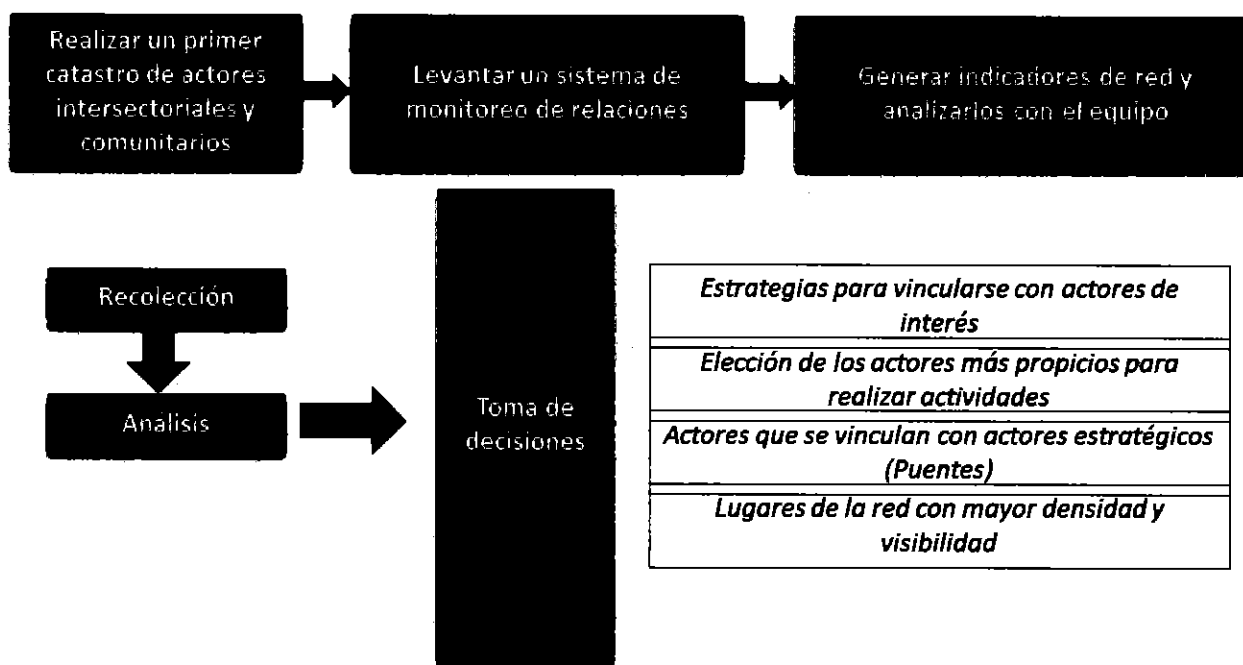 Realizar un primer
catastro de actores
intersectoriales y
comunitarios
Levantar un sistema de
monitoreo de relaciones
Generar indicadores de red y
analizarlos con el equipo
Recolección
Análisis
Toma de
decisiones
Estrategias para vincularse con actores de
interés
Elección de los actores más propicios para
realizar actividades
Actores que se vinculan con actores estratégicos
(Puentes)
Lugares de la red con mayor densidad y
visibilidad